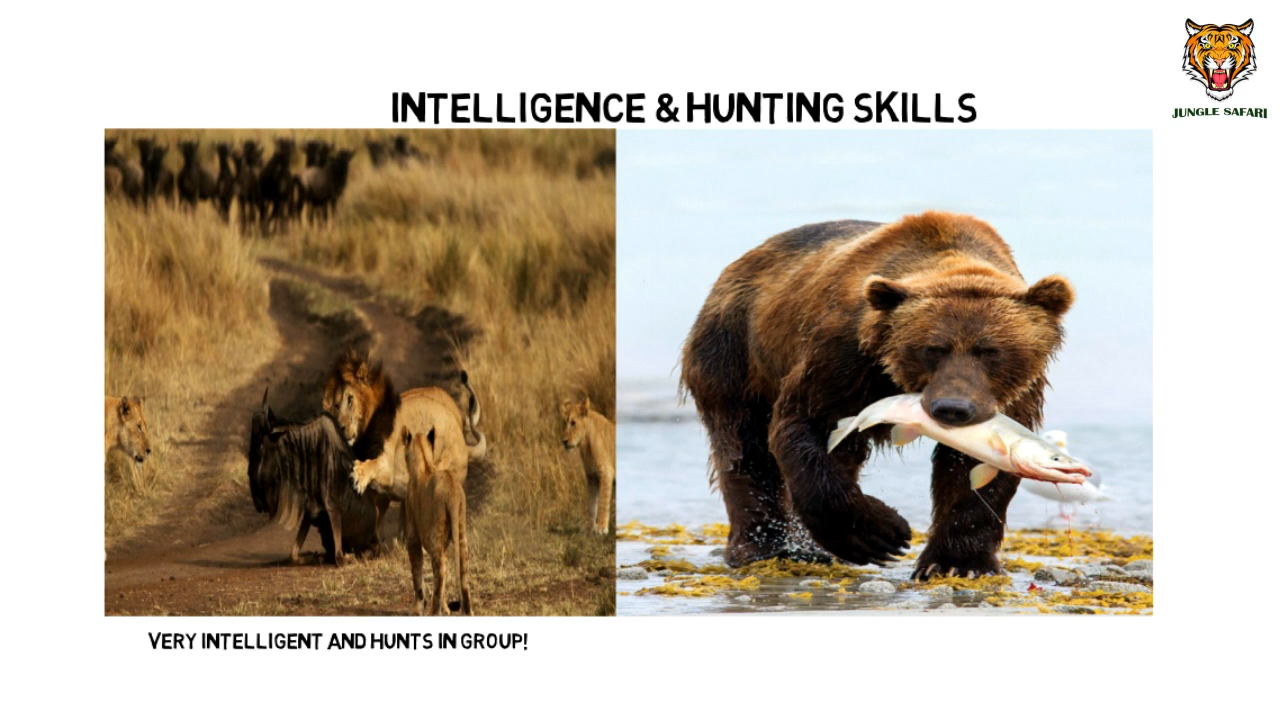 JUNGLE SAFARI
INTELLIGENCE & HUNTING SKILLS
VERY INTELLIGENT AND HUNTS IN GROUP!